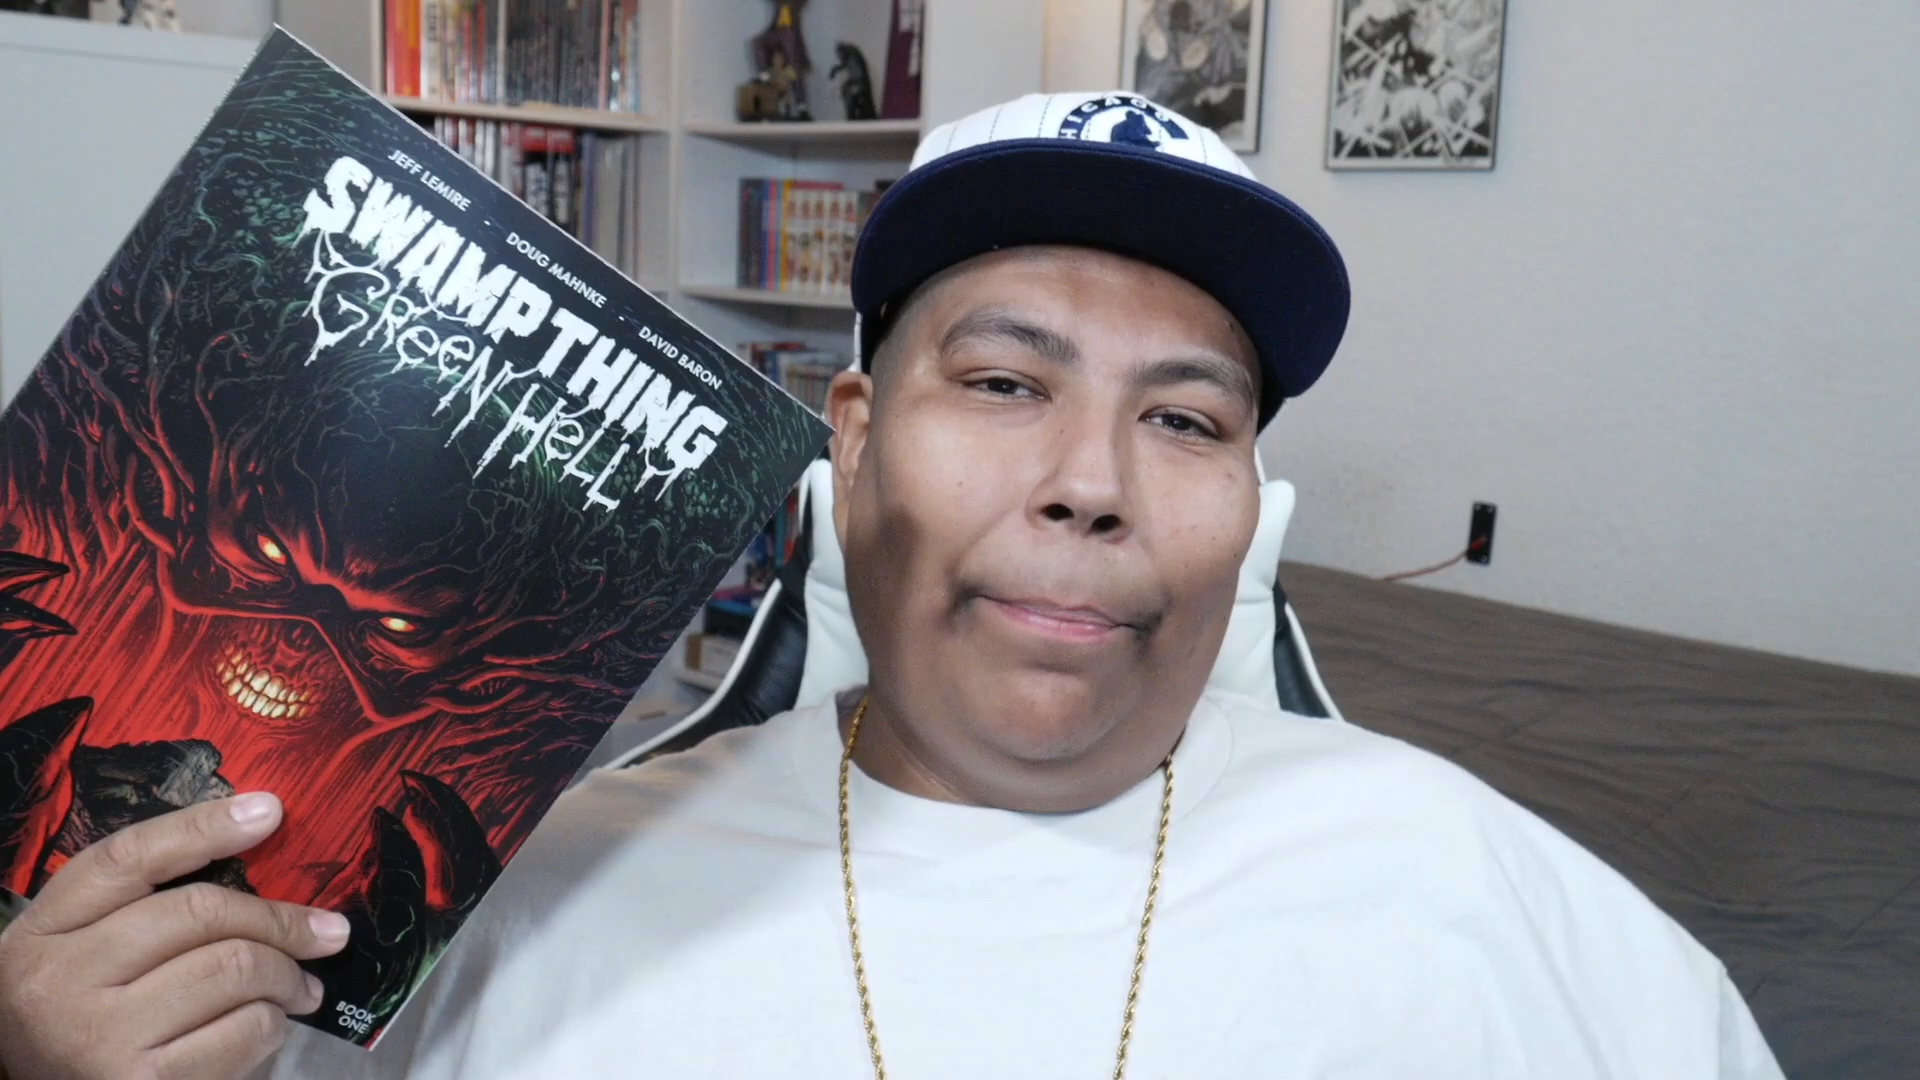 JEFF LEMIRE
DOUG MAHNKE
DAVID BARON
SWAMP THING
GREEN HELL
BOOK
ONE
CHICAGO